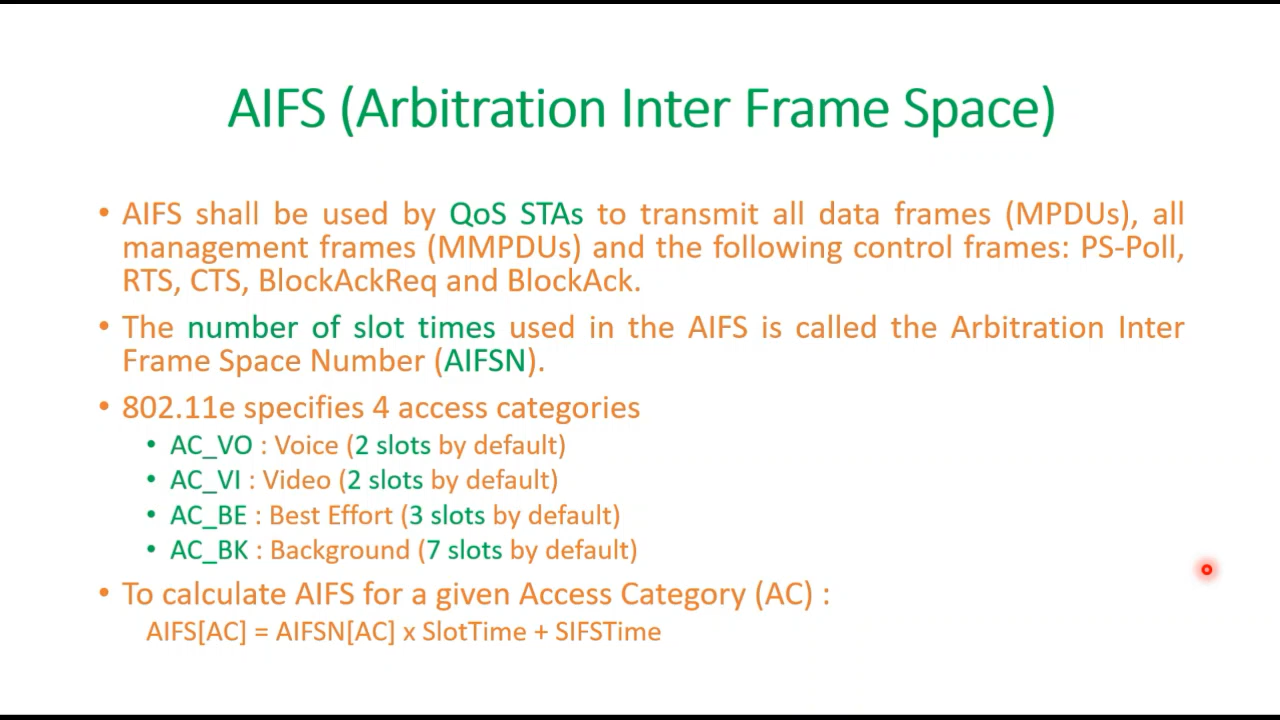 AIFS (Arbitration Inter Frame Space)
• AIFS shall be used by QoS STAs to transmit all data frames (MPDUs), all
management frames (MMPDUs) and the following control frames: PS-Poll,
RTS, CTS, BlockAckReq and BlockAck.
• The number of slot times used in the AIFS is called the Arbitration Inter
Frame Space Number (AIFSN).
• 802.11e specifies 4 access categories
• AC_VO : Voice (2 slots by default)
• AC_VI : Video (2 slots by default)
• AC_BE : Best Effort (3 slots by default)
• AC_BK : Background (7 slots by default)
• To calculate AIFS for a given Access Category (AC) :
AIFS[AC] = AIFSN[AC] x SlotTime + SIFSTime